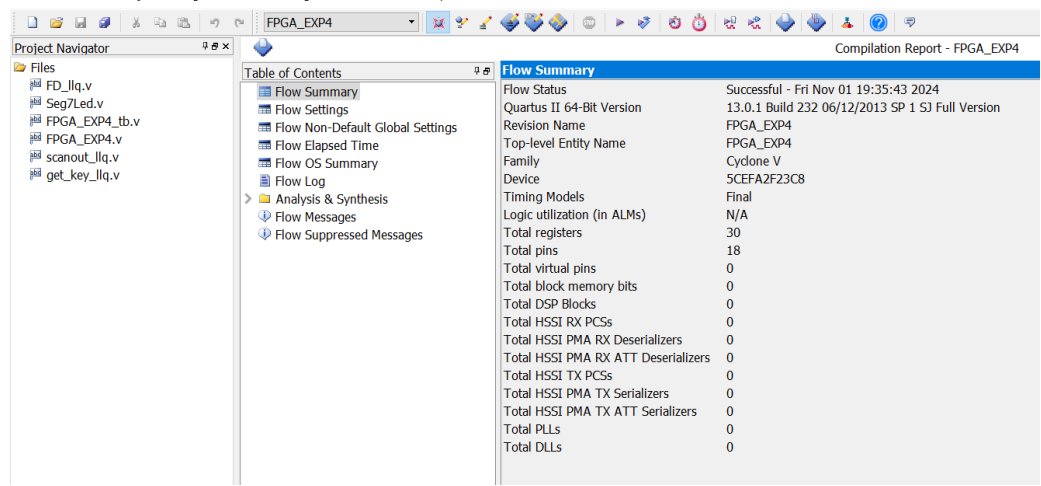 FPGA_EXP4
Project Navigator
Files
FD_llq.v
Seg7Led.v
FPGA_EXP4_tb.v
FPGA_EXP4.v
scanout_llq.v
get_key_llq.v
Compilation Report - FPGA_EXP4
Table of Contents
Flow Summary
Flow Settings
Flow Non-Default Global Settings
Flow Elapsed Time
Flow OS Summary
Flow Log
Analysis & Synthesis
Flow Messages
Flow Suppressed Messages
Flow Summary
Flow Status Successful - Fri Nov 01 19:35:43 2024
Quartus II 64-Bit Version 13.0.1 Build 232 06/12/2013 SP 1 SJ Full Version
Revision Name FPGA_EXP4
Top-level Entity Name FPGA_EXP4
Family Cyclone V
Device 5CEFA2F23C8
Timing Models Final
Logic utilization (in ALMs) N/A
Total registers 30
Total pins 18
Total virtual pins 0
Total block memory bits 0
Total DSP Blocks 0
Total HSSI RX PCSs 0
Total HSSI PMA RX Deserializers 0
Total HSSI PMA RX ATT Deserializers 0
Total HSSI TX PCSs 0
Total HSSI PMA TX Serializers 0
Total HSSI PMA TX ATT Serializers 0
Total PLLs 0
Total DLLs 0